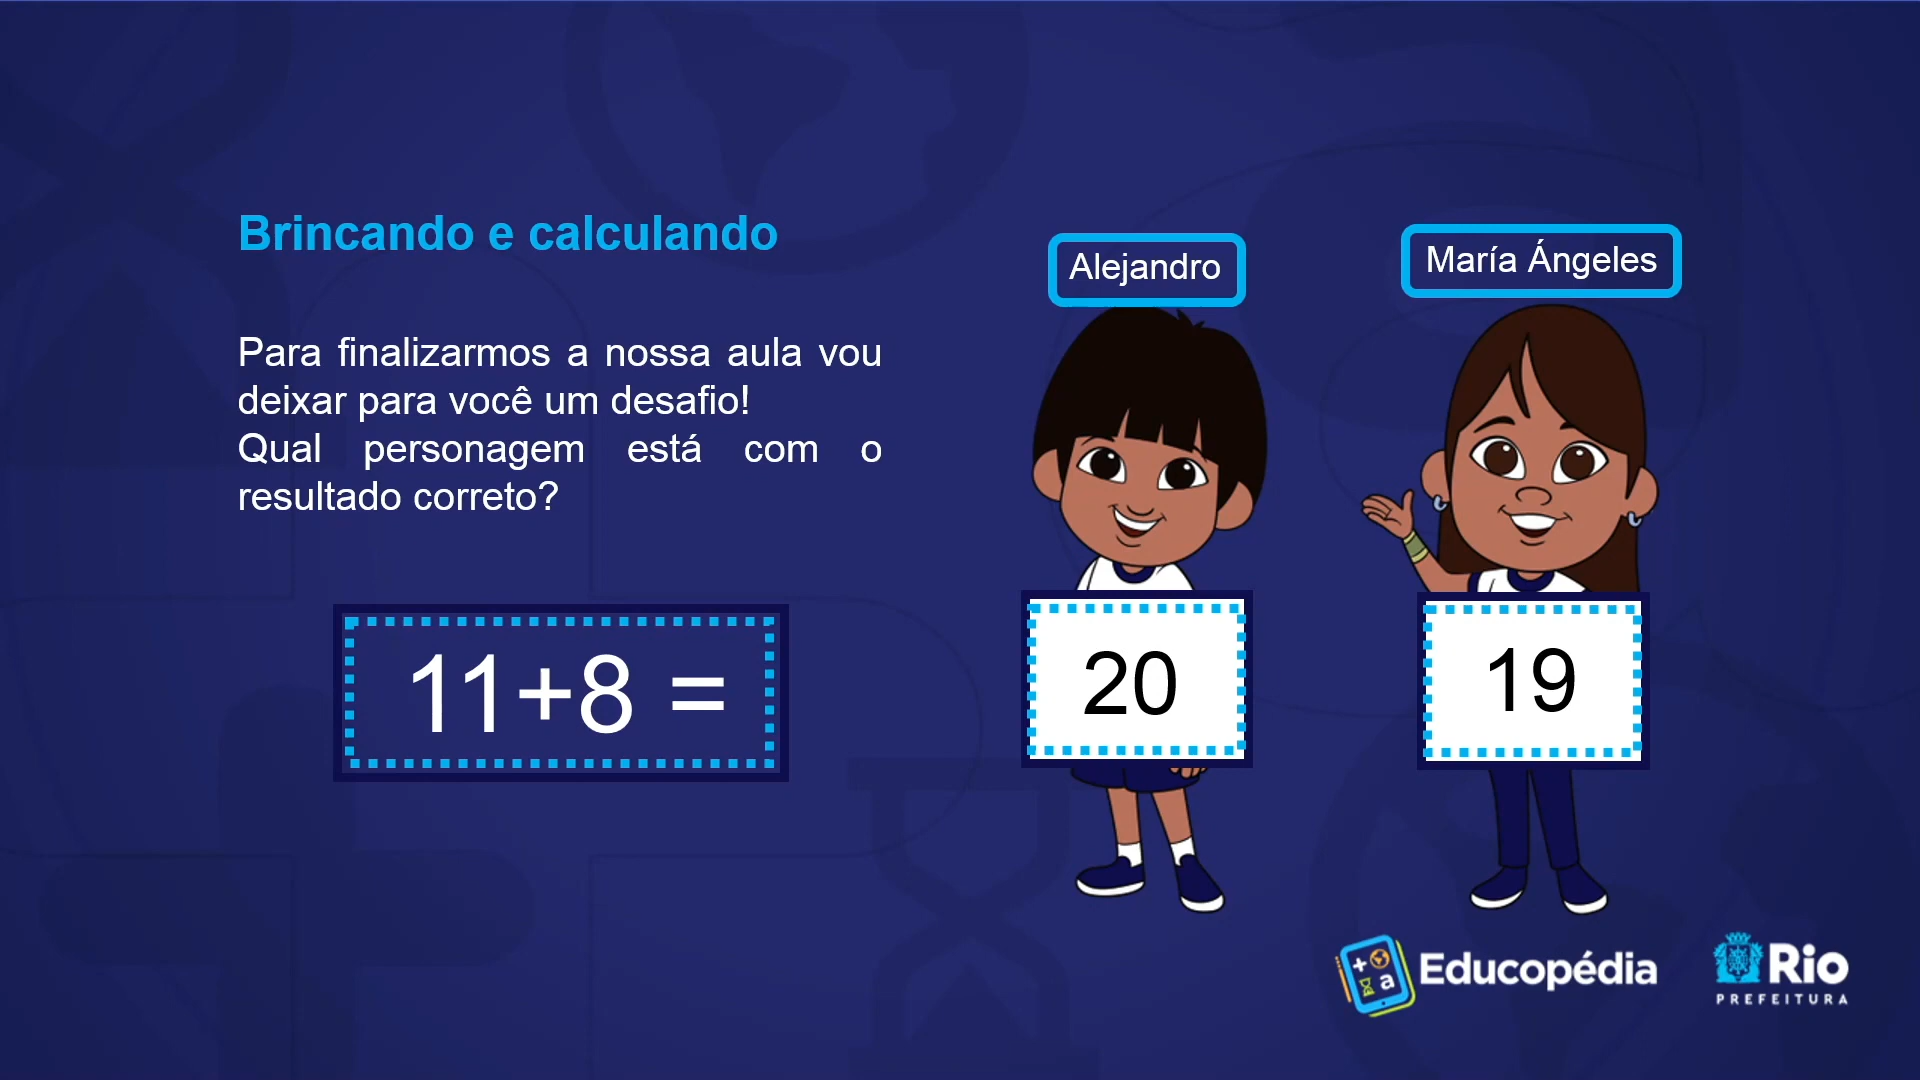 Brincando e calculando
Alejandro
María Ángeles
Para finalizarmos a nossa aula vou
deixar para você um desafio!
Qual personagem está com o
resultado correto?
11+8 =
20
19
+
a
Educopédia
Rio
PREFEITURA